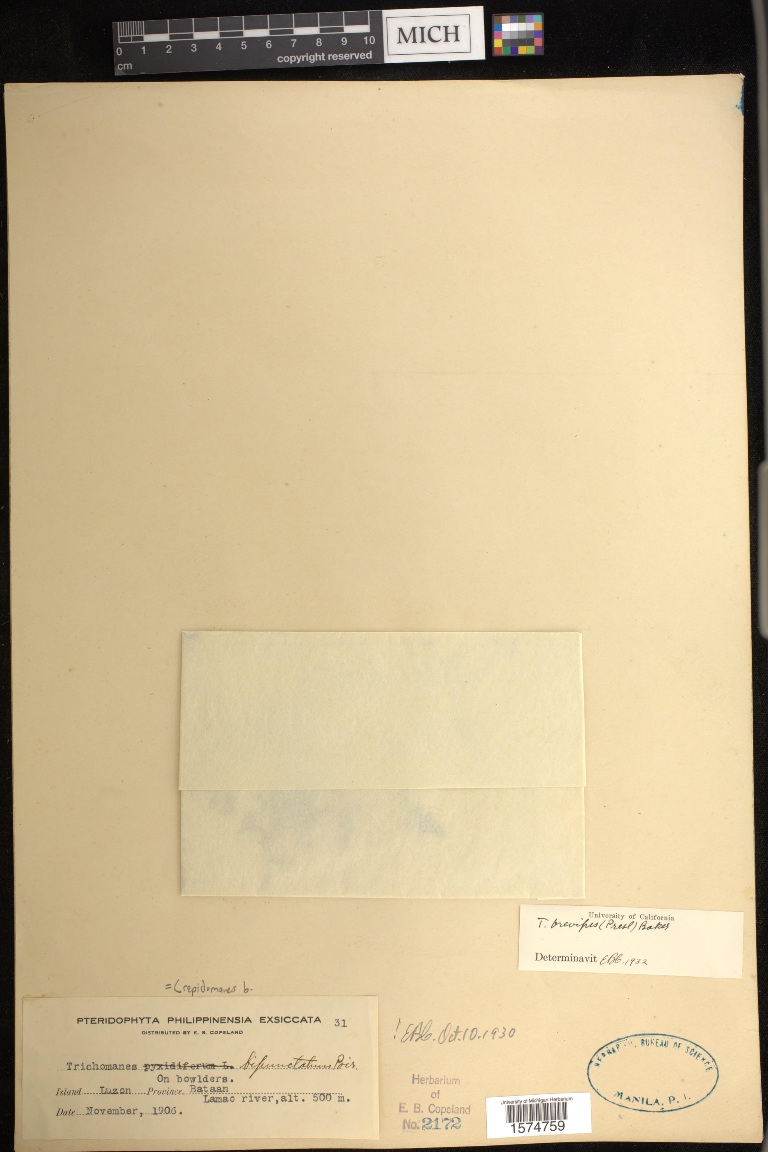 0 1 2 3 4 5 6 7 8 9 10
cm
copyright reserved
MICH
University of California
T. brevipes (Presl) Baker
Determinavit EBC. 1932
= Crepidomanes b.
PTERIDOPHYTA PHILIPPINENSIA EXSICCATA 31
DISTRIBUTED BY E. B. COPELAND
Trichomanes pyxidiferum L. bipunctatum Poir.
On bowlders.
Island Luzon Province Bataan
Lamao river, alt. 500 m.
Date November, 1906.
! EBC. Oct. 10. 1930
Herbarium
of
E. B. Copeland
No. 2172
University of Michigan Herbarium
1574759
HERBARIUM, BUREAU OF SCIENCE
MANILA, P. I.